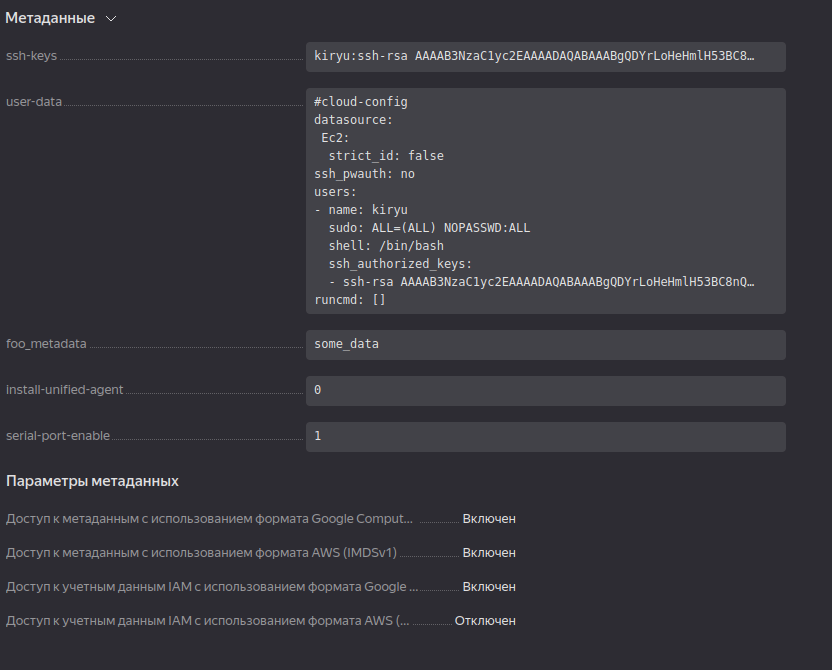 Метаданные
ssh-keys
kiryu:ssh-rsa AAAAB3NzaC1yc2EAAAADAQABAAABgQDYrLoHeHmlH53BC8…
user-data
#cloud-config
datasource:
 Ec2:
  strict_id: false
ssh_pwauth: no
users:
- name: kiryu
  sudo: ALL=(ALL) NOPASSWD:ALL
  shell: /bin/bash
  ssh_authorized_keys:
  - ssh-rsa AAAAB3NzaC1yc2EAAAADAQABAAABgQDYrLoHeHmlH53BC8nQ…
runcmd: []
foo_metadata
some_data
install-unified-agent
0
serial-port-enable
1
Параметры метаданных
Доступ к метаданным с использованием формата Google Comput… Включен
Доступ к метаданным с использованием формата AWS (IMDSv1) Включен
Доступ к учетным данным IAM с использованием формата Google … Включен
Доступ к учетным данным IAM с использованием формата AWS (… Отключен